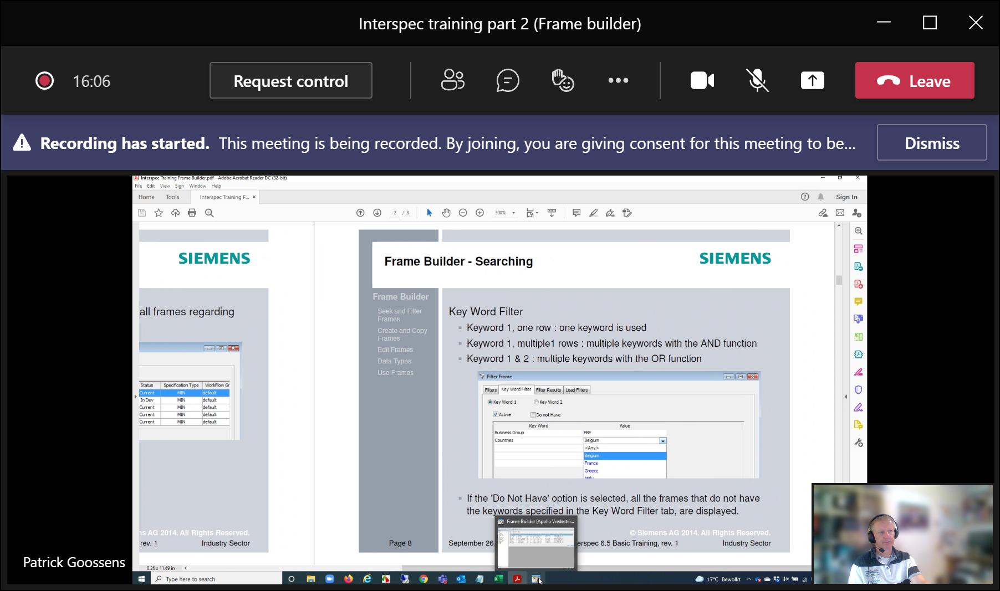 Interspec training part 2 (Frame builder)
16:06
Request control
Leave
Recording has started. This meeting is being recorded. By joining, you are giving consent for this meeting to be...
Dismiss
Interspec Training Frame Builder.pdf - Adobe Acrobat Reader DC (32-bit)
File Edit View Sign Window Help
Home Tools Interspec Training F... ×
Sign In
2 / 8
300%
SIEMENS
all frames regarding
Status Specification Type WorkFlow Gr
Current MIN default
In Dev MIN default
Current MIN default
Current MIN default
Current MIN default
ns AG 2014. All Rights Reserved.
rev. 1 Industry Sector
Frame Builder - Searching
SIEMENS
Frame Builder
Seek and Filter
Frames
Create and Copy
Frames
Edit Frames
Data Types
Use Frames
Key Word Filter
Keyword 1, one row : one keyword is used
Keyword 1, multiple1 rows : multiple keywords with the AND function
Keyword 1 & 2 : multiple keywords with the OR function
Filter Frame
Filters Key Word Filter Filter Results Load Filters
Key Word 1 Key Word 2
Active Do not Have
Key Word Value
Business Group FBE
Countries Belgium
<Any>
Belgium
France
Greece
Italy
If the 'Do Not Have' option is selected, all the frames that do not have
the keywords specified in the Key Word Filter tab, are displayed.
Frame Builder (Apollo Vredestei...
© Siemens AG 2014. All Rights Reserved.
Page 8 September 26, erspec 6.5 Basic Training, rev. 1 Industry Sector
Patrick Goossens
8.26 x 11.69 in
Type here to search
17°C Bewolkt